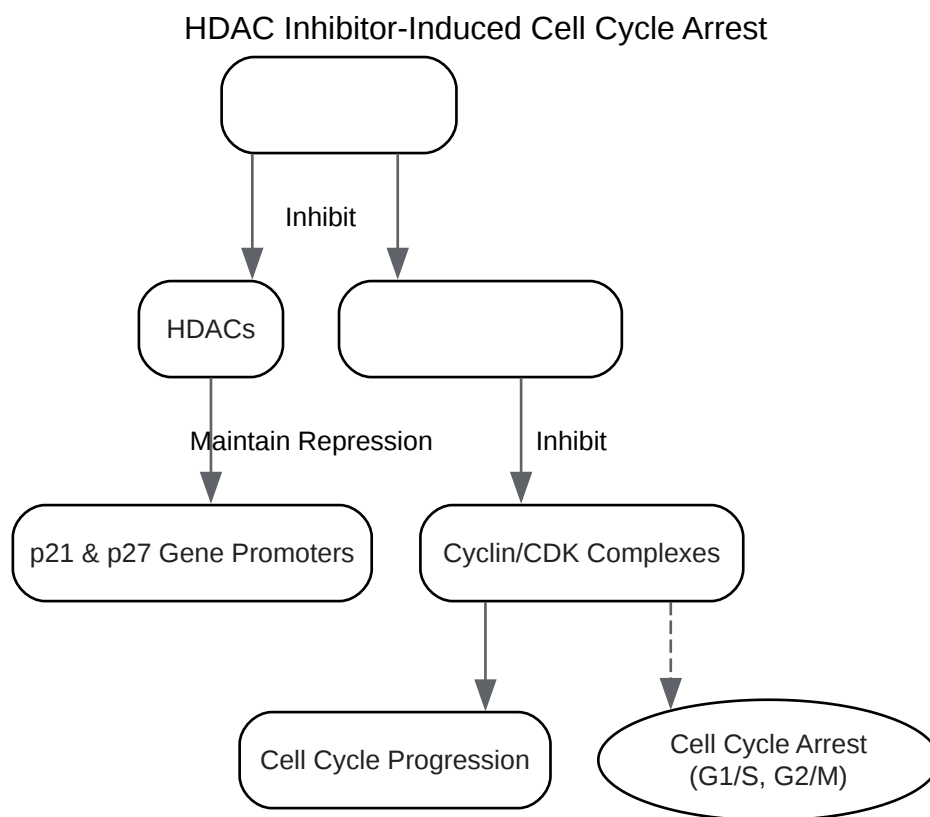 HDAC Inhibitor-Induced Cell Cycle Arrest
Inhibit
HDACs
Maintain Repression
Inhibit
p21 & p27 Gene Promoters
Cyclin/CDK Complexes
Cell Cycle Progression
Cell Cycle Arrest
(G1/S, G2/M)